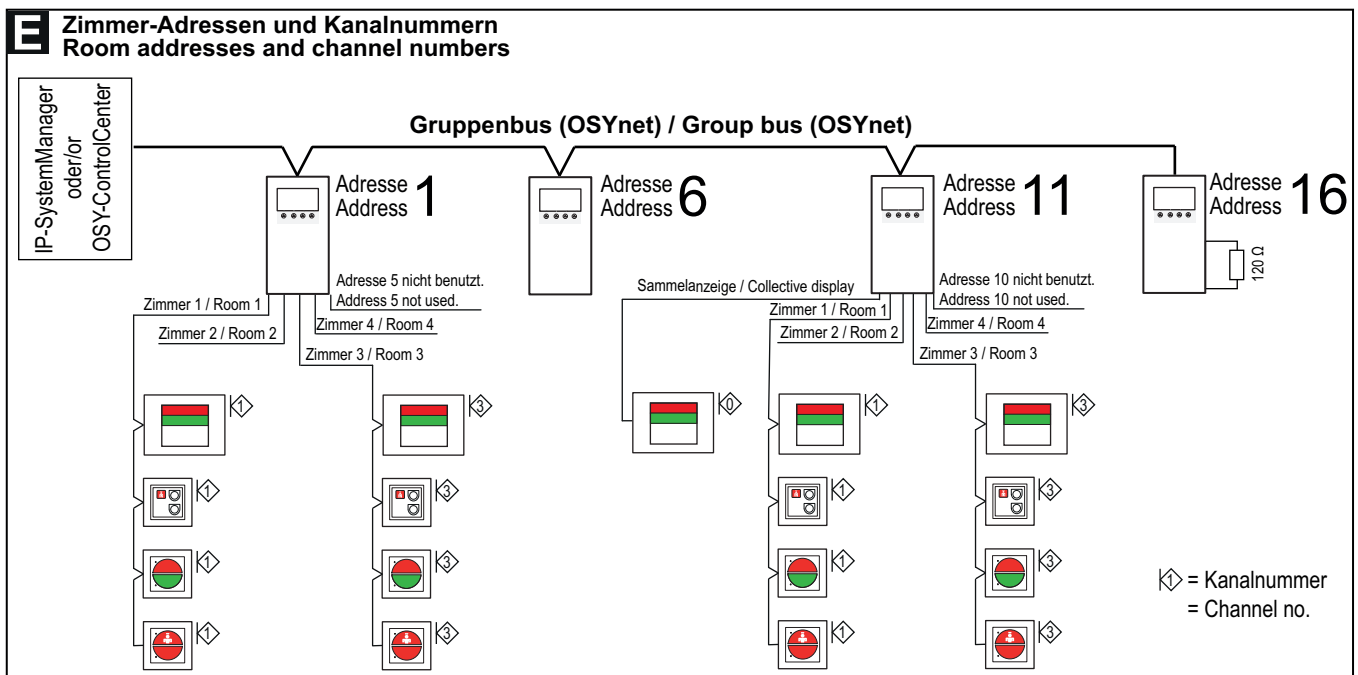 E
Zimmer-Adressen und Kanalnummern
Room addresses and channel numbers
IP-SystemManager
oder/or
OSY-ControlCenter
Gruppenbus (OSYnet) / Group bus (OSYnet)
Adresse
Address 1
Adresse
Address 6
Adresse
Address 11
Adresse
Address 16
120 Ω
Adresse 5 nicht benutzt.
Address 5 not used.
Zimmer 1 / Room 1
Zimmer 2 / Room 2
Zimmer 4 / Room 4
Zimmer 3 / Room 3
Sammelanzeige / Collective display
Adresse 10 nicht benutzt.
Address 10 not used.
Zimmer 1 / Room 1
Zimmer 2 / Room 2
Zimmer 4 / Room 4
Zimmer 3 / Room 3
1
3
0
1
3
1
3
1
3
1
3
1
3
1
3
1
3
1 = Kanalnummer
= Channel no.